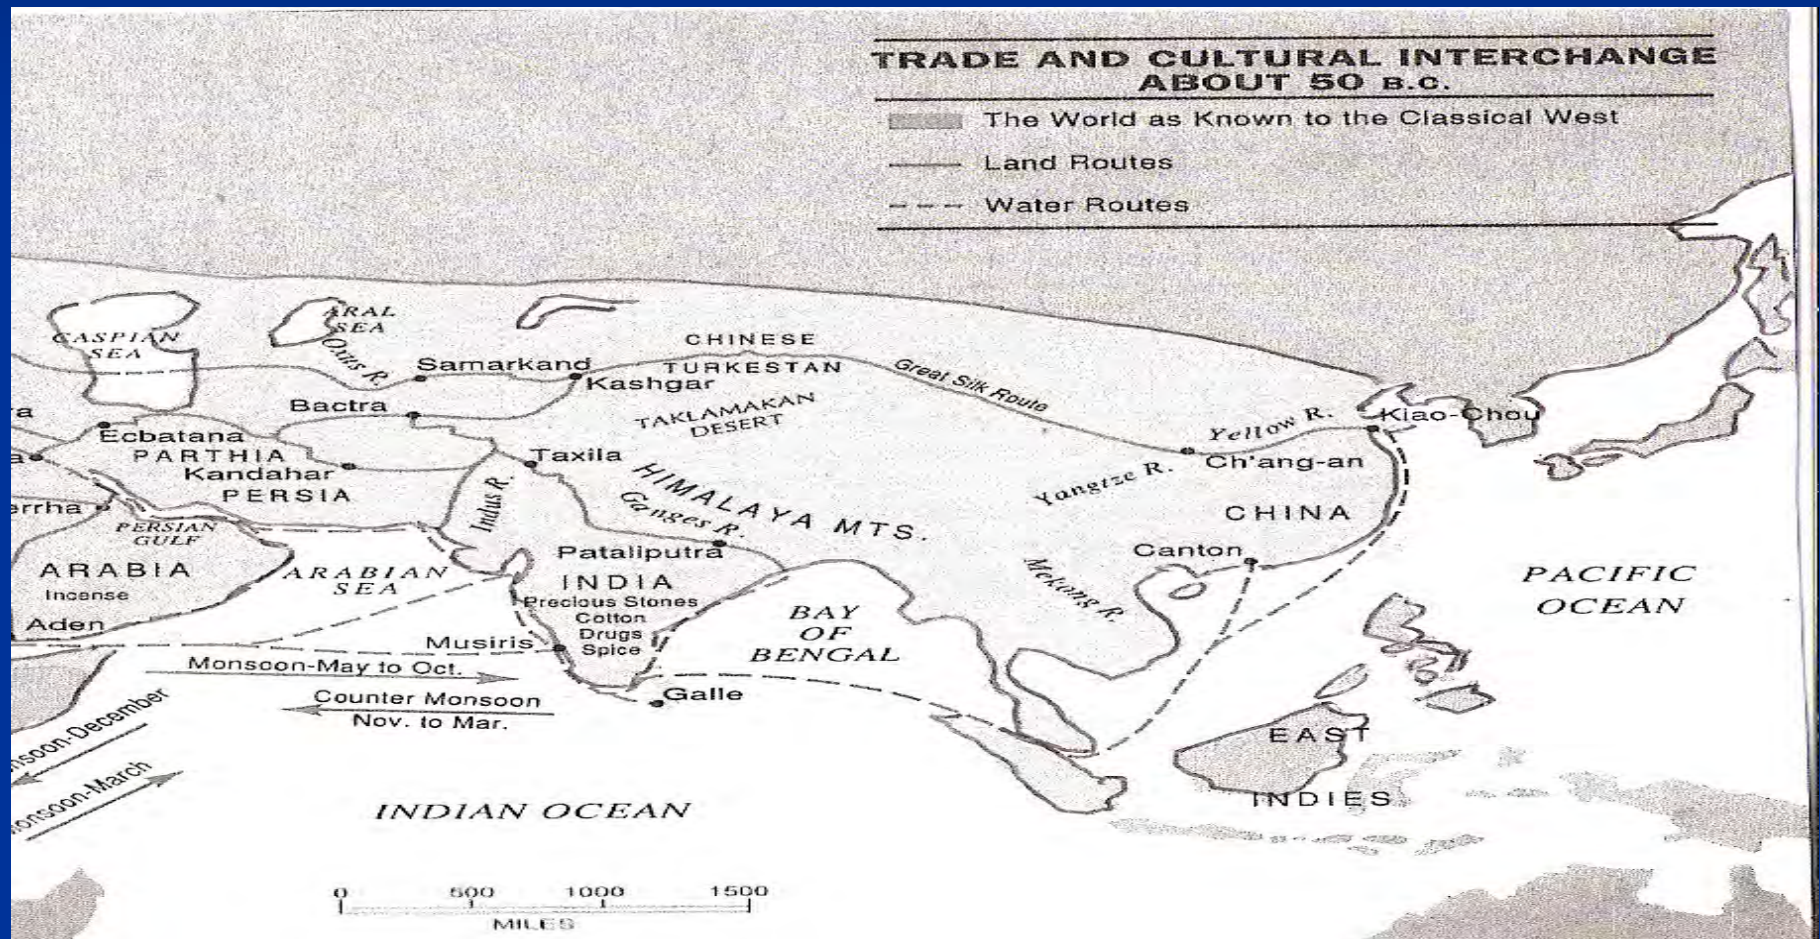 TRADE AND CULTURAL INTERCHANGE
ABOUT 50 B.C.
The World as Known to the Classical West
Land Routes
Water Routes
CASPIAN
SEA
ARAL
SEA
Oxus R.
Samarkand
CHINESE
TURKESTAN
Kashgar
Great Silk Route
Bactra
TAKLAMAKAN
DESERT
Yellow R.
Kiao-Chou
Ecbatana
PARTHIA
Kandahar
PERSIA
Taxila
Indus R.
HIMALAYA MTS.
Ganges R.
Yangtze R.
Ch'ang-an
CHINA
PERSIAN
GULF
ARABIA
Incense
Aden
ARABIAN
SEA
Pataliputra
INDIA
Precious Stones
Cotton
Drugs
Spice
Musiris
Canton
Mekong R.
BAY
OF
BENGAL
PACIFIC
OCEAN
Monsoon-May to Oct.
Counter Monsoon
Nov. to Mar.
Galle
nsoon-December
onsoon-March
EAST
INDIES
INDIAN OCEAN
0 500 1000 1500
MILES